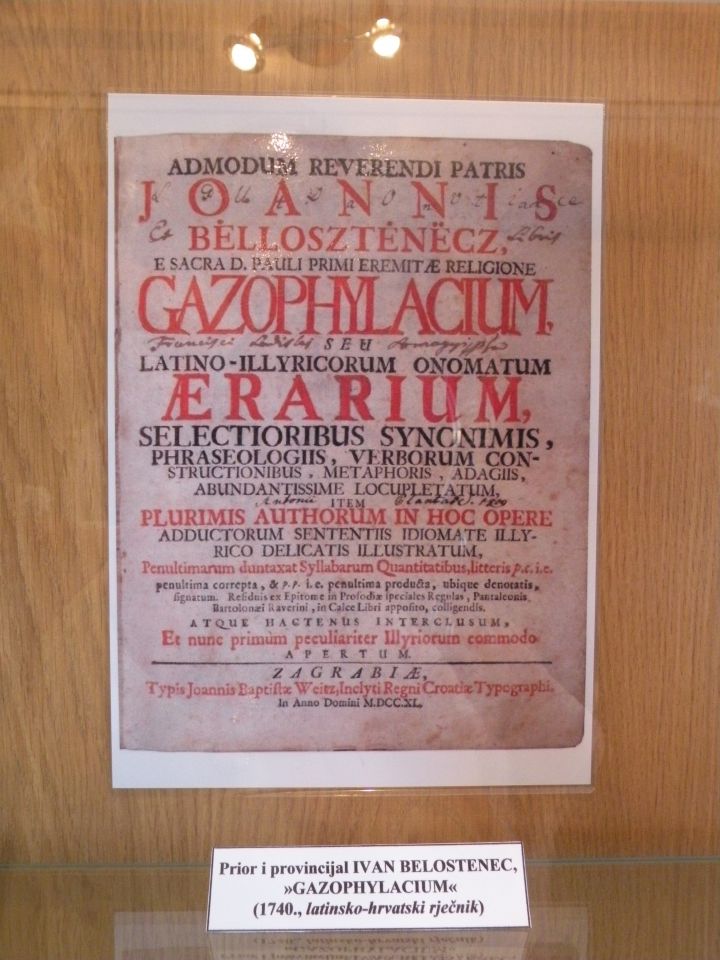 ADMODUM REVERENDI PATRIS
JOANNIS
BELLOSZTENËCZ,
E SACRA D. PAULI PRIMI EREMITÆ RELIGIONE
GAZOPHYLACIUM,
SEU
LATINO-ILLYRICORUM ONOMATUM
ÆRARIUM,
SELECTIORIBUS SYNONIMIS,
PHRASEOLOGIIS, VERBORUM CON-
STRUCTIONIBUS, METAPHORIS, ADAGIIS,
ABUNDANTISSIME LOCUPLETATUM,
ITEM
PLURIMIS AUTHORUM IN HOC OPERE
ADDUCTORUM SENTENTIIS IDIOMATE ILLY-
RICO DELICATIS ILLUSTRATUM,
Penultimarum duntaxat Syllabarum Quantitatibus, litteris p.c. i.e.
penultima correpta, & p.p. i.e. penultima producta, ubique denotatis,
ſignatum. Reſiduis ex Epitome in Proſodiæ ſpeciales Regulas, Pantaleonis
Bartolonæi Raverini, in Calce Libri appoſito, colligendis.
ATQUE HACTENUS INTERCLUSUM,
Et nunc primùm peculiariter Illyriorum commodo
APERTUM.
ZAGRABIÆ,
Typis Joannis Baptiſtæ Weitz, Inclyti Regni Croatiæ Typographi.
In Anno Domini M.DCC.XL.
Prior i provincijal IVAN BELOSTENEC,
»GAZOPHYLACIUM«
(1740., latinsko-hrvatski rječnik)